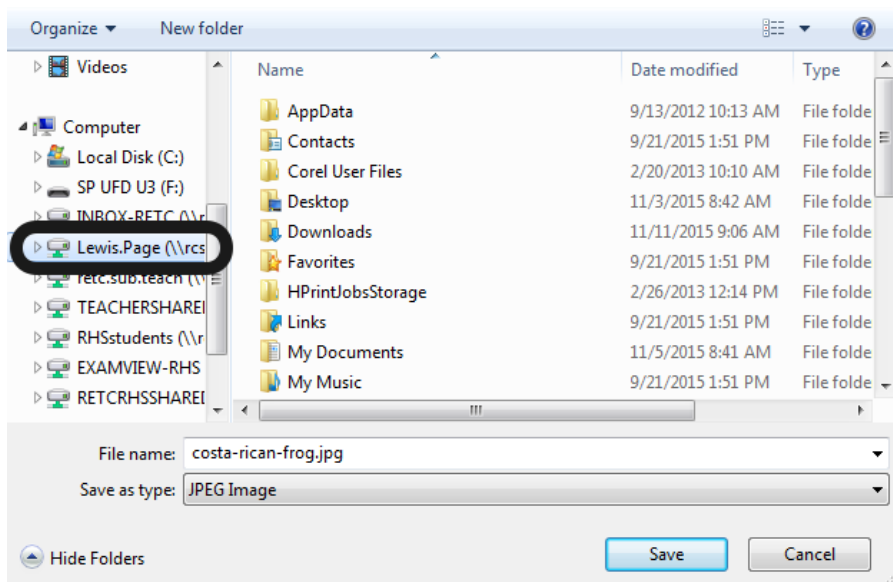 Organize New folder
Videos
Computer
Local Disk (C:)
SP UFD U3 (F:)
INBOX-RETC (\\r
Lewis.Page (\\rcs
retc.sub.teach (\\
TEACHERSHARE
RHSstudents (\\r
EXAMVIEW-RHS
RETCRHSSHARE
Name Date modified Type
AppData 9/13/2012 10:13 AM File folde
Contacts 9/21/2015 1:51 PM File folde
Corel User Files 2/20/2013 10:10 AM File folde
Desktop 11/3/2015 8:42 AM File folde
Downloads 11/11/2015 9:06 AM File folde
Favorites 9/21/2015 1:51 PM File folde
HPrintJobsStorage 2/26/2013 12:14 PM File folde
Links 9/21/2015 1:51 PM File folde
My Documents 11/5/2015 8:41 AM File folde
My Music 9/21/2015 1:51 PM File folde
File name: costa-rican-frog.jpg
Save as type: JPEG Image
Hide Folders Save Cancel